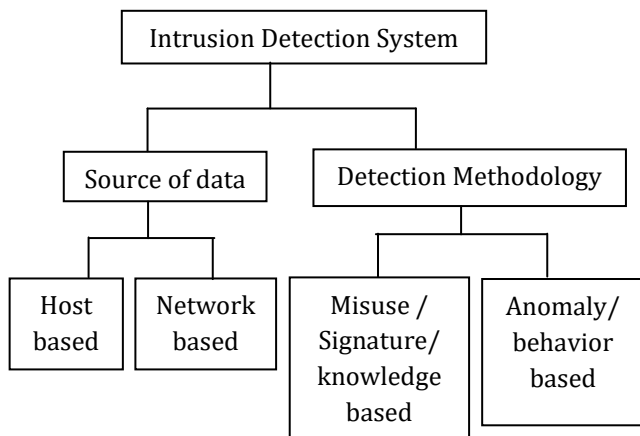 Intrusion Detection System
Source of data
Detection Methodology
Host
based
Network
based
Misuse /
Signature/
knowledge
based
Anomaly/
behavior
based